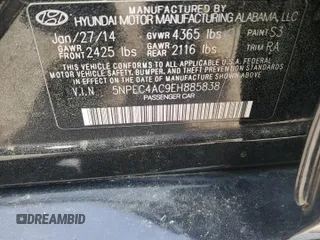 HYUNDAI MOTOR MANUFACTURING ALABAMA, LLC
Jan/27/14 GVWR 4365 lbs PAINT S3
GAWR FRONT 2425 lbs GAWR REAR 2116 lbs TRIM RA
THIS VEHICLE CONFORMS TO ALL APPLICABLE
FEDERAL MOTOR VEHICLE SAFETY, BUMPER, AND
THEFT PREVENTION STANDARDS IN EFFECT ON
THE DATE OF MANUFACTURE SHOWN ABOVE.
V.I.N. 5NPEC4AC9EH885838
PASSENGER CAR
DREAMBID